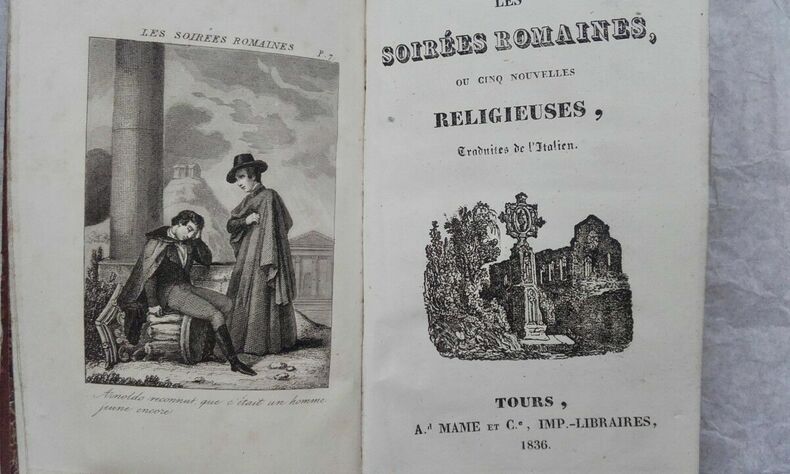 LES SOIRÉES ROMAINES
P. 7
Arnoldo reconnut que c'était un homme
jeune encore
LES
SOIRÉES ROMAINES,
OU CINQ NOUVELLES
RELIGIEUSES,
Traduites de l'Italien.
TOURS,
A.d MAME ET C.e, IMP.-LIBRAIRES,
1836.